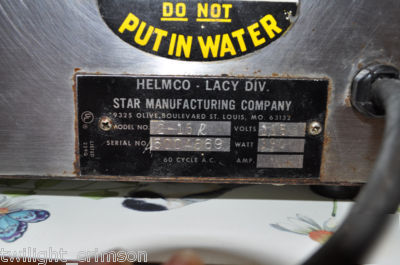 DO NOT
PUT IN WATER
HELMCO - LACY DIV.
STAR MANUFACTURING COMPANY
9325 OLIVE BOULEVARD ST. LOUIS, MO. 63132
MODEL NO. VOLTS
SERIAL NO. WATT
60 CYCLE A.C. AMP.
twilight_crimson